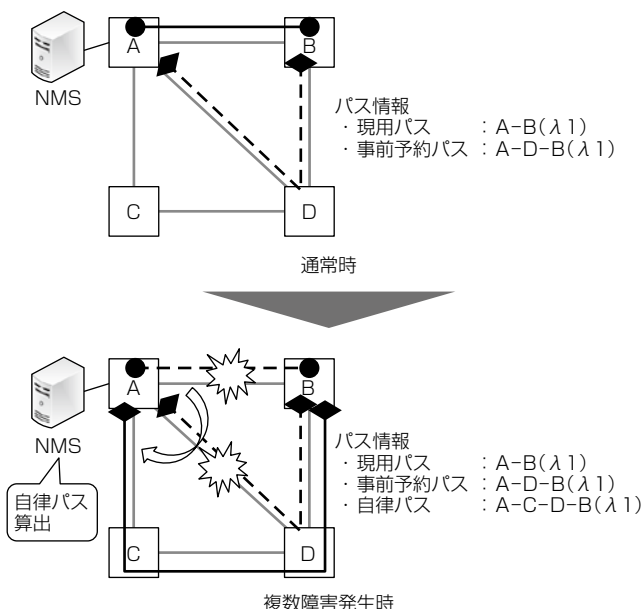 A
B
NMS
パス情報
・現用パス ：A−B(λ1)
・事前予約パス ：A−D−B(λ1)
C
D
通常時
A
B
NMS
パス情報
・現用パス ：A−B(λ1)
・事前予約パス ：A−D−B(λ1)
・自律パス ：A−C−D−B(λ1)
自律パス
算出
C
D
複数障害発生時